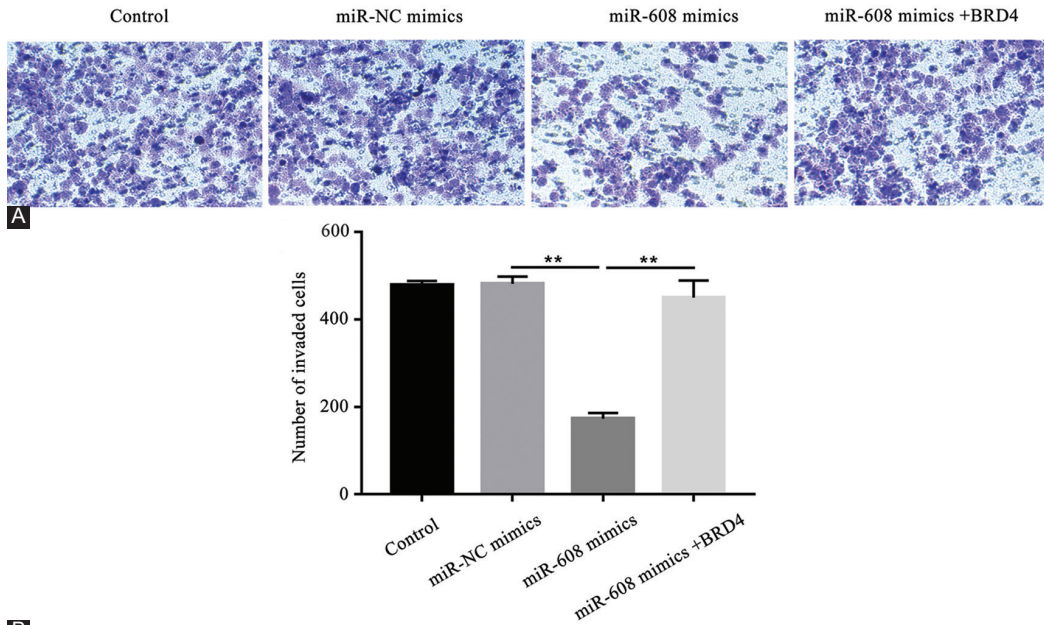 Control
miR-NC mimics
miR-608 mimics
miR-608 mimics +BRD4
A
600
400
200
0
Number of invaded cells
**
**
Control
miR-NC mimics
miR-608 mimics
miR-608 mimics +BRD4